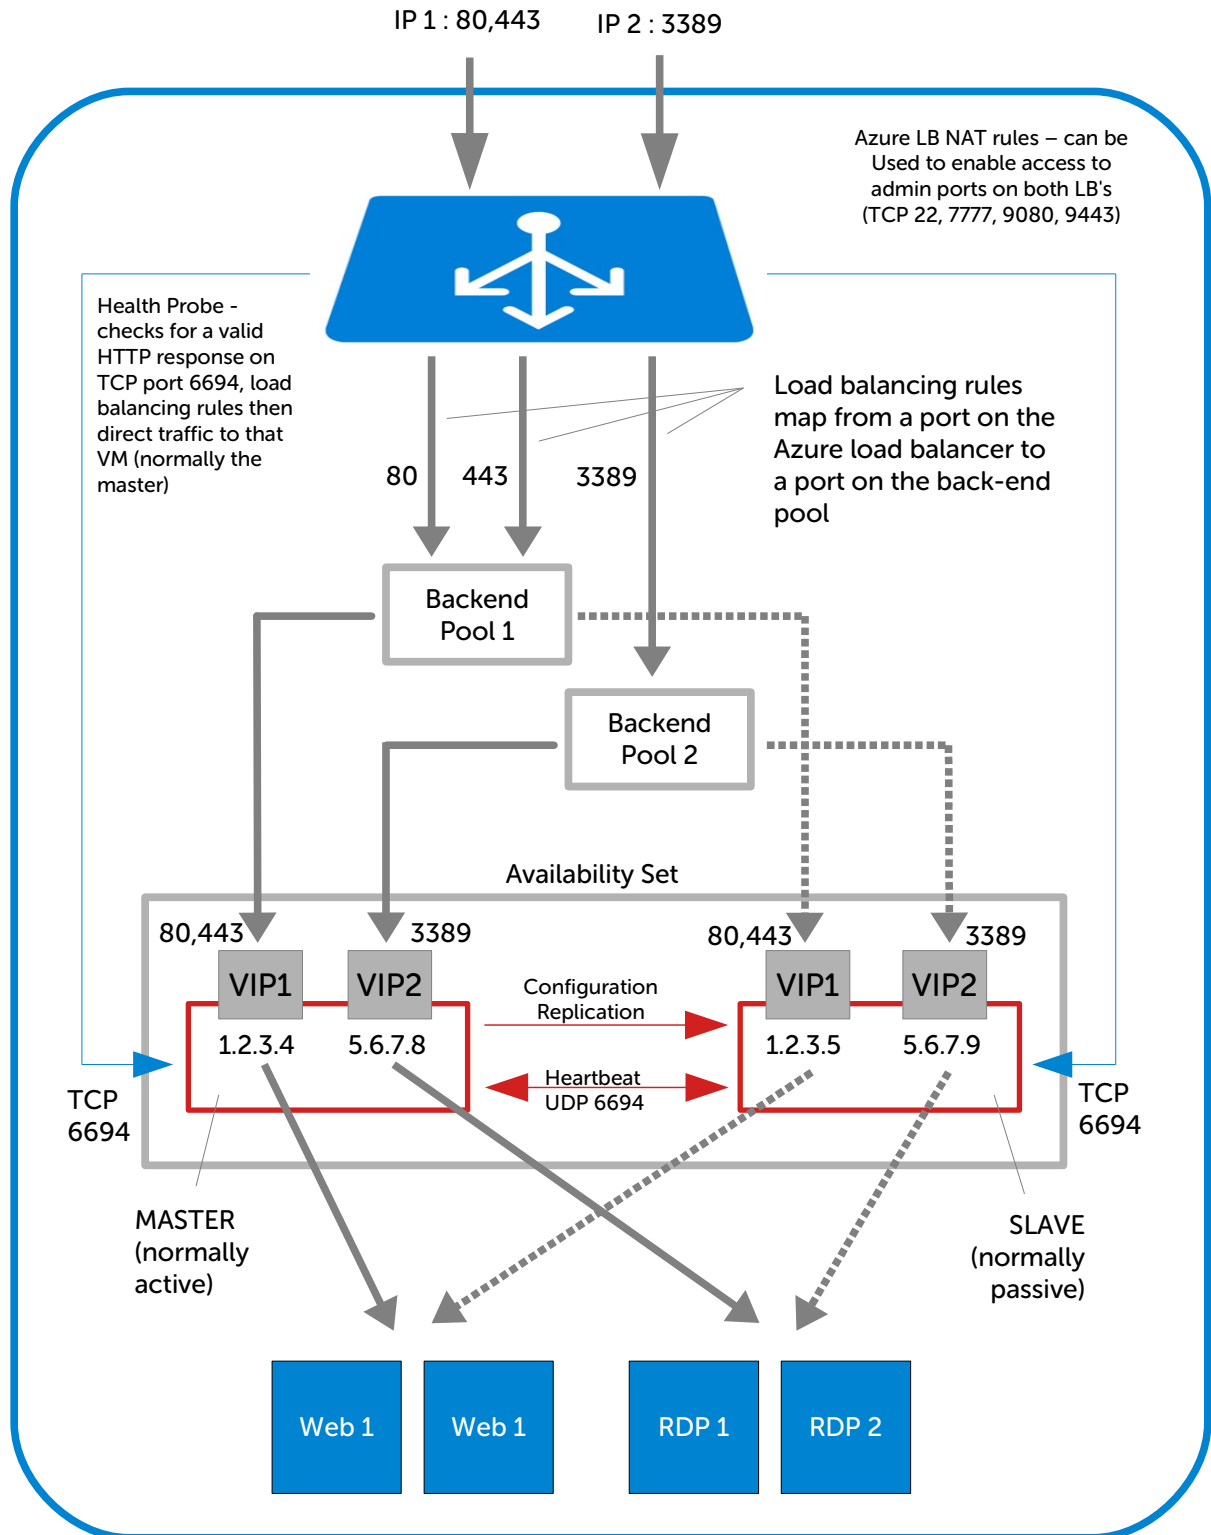 IP 1 : 80,443
IP 2 : 3389
Azure LB NAT rules – can be
Used to enable access to
admin ports on both LB's
(TCP 22, 7777, 9080, 9443)
Health Probe -
checks for a valid
HTTP response on
TCP port 6694, load
balancing rules then
direct traffic to that
VM (normally the
master)
Load balancing rules
map from a port on the
Azure load balancer to
a port on the back-end
pool
80
443
3389
Backend
Pool 1
Backend
Pool 2
Availability Set
80,443
3389
80,443
3389
VIP1
VIP2
VIP1
VIP2
Configuration
Replication
1.2.3.4
5.6.7.8
1.2.3.5
5.6.7.9
Heartbeat
UDP 6694
TCP
6694
TCP
6694
MASTER
(normally
active)
SLAVE
(normally
passive)
Web 1
Web 1
RDP 1
RDP 2